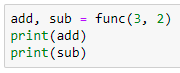 add, sub = func(3, 2)
print(add)
print(sub)